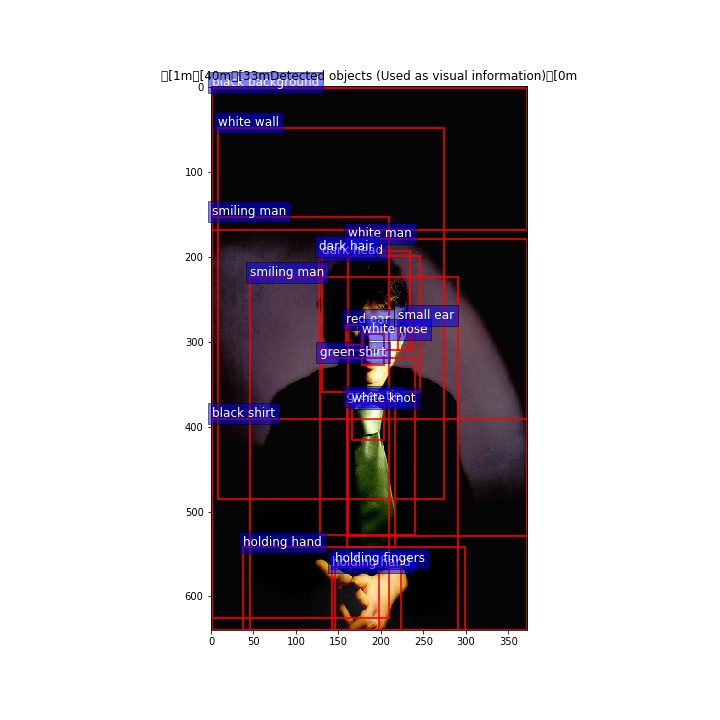 [1m [40m [33mDetected objects (Used as visual information) [0m
black background
white wall
smiling man
white man
dark hair
dark head
smiling man
small ear
red ear
white nose
green shirt
green tie
white knot
black shirt
holding hand
holding fingers
holding hand
0
100
200
300
400
500
600
0 50 100 150 200 250 300 350